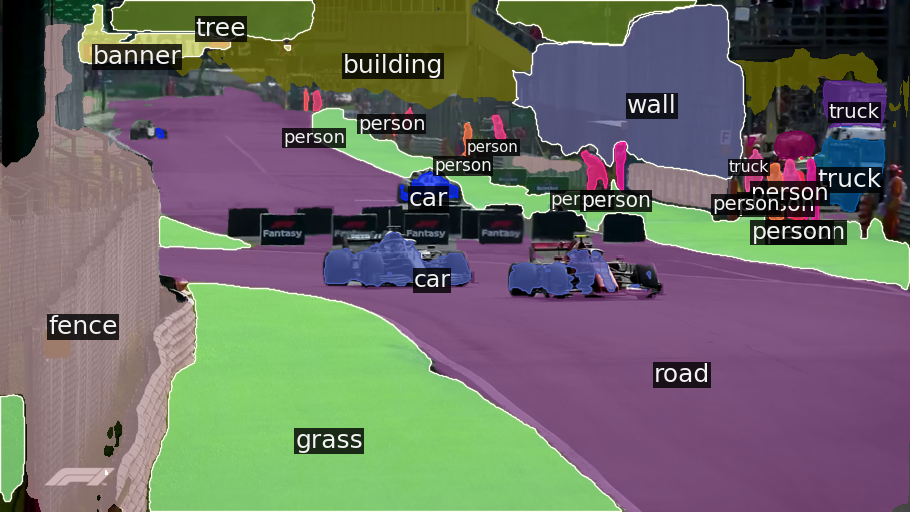 tree
banner
building
wall
truck
person
person
person
person
truck
truck
car
person
person
person
person
Fantasy
Fantasy
Fantasy
car
fence
road
grass
F1